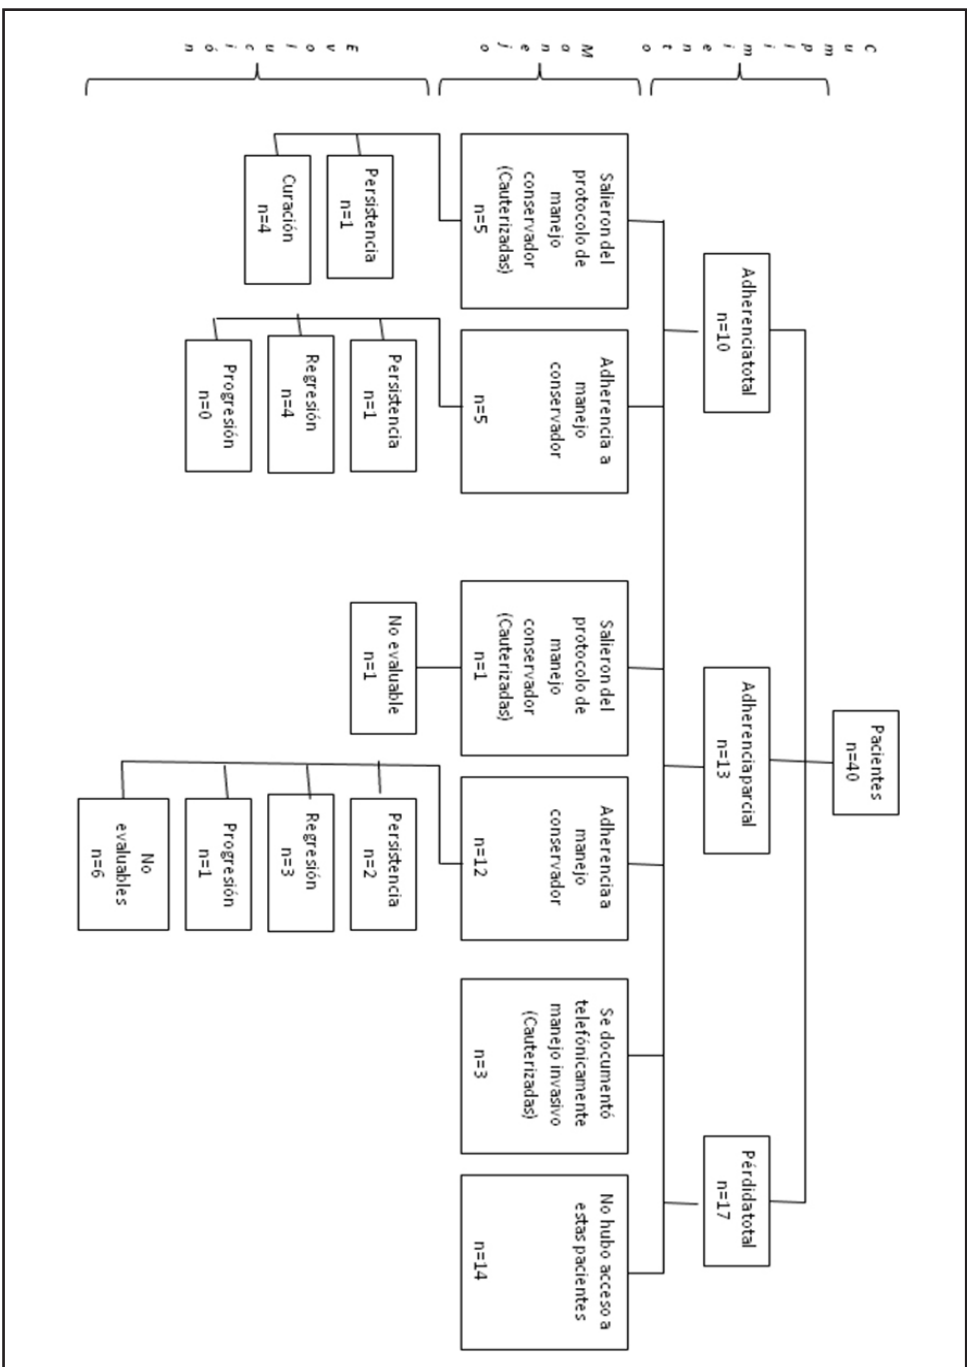 Cumplimiento
Pacientes
n=40
Adherencia total
n=10
Adherencia parcial
n=13
Pérdida total
n=17
Manejo
Salieron del
protocolo de
manejo
conservador
(Cauterizadas)
n=5
Adherencia a
manejo
conservador
n=5
Salieron del
protocolo de
manejo
conservador
(Cauterizadas)
n=1
Adherencia a
manejo
conservador
n=12
Se documentó
telefónicamente
manejo invasivo
(Cauterizadas)
n=3
No hubo acceso a
estas pacientes
n=14
Evolución
Persistencia
n=1
Curación
n=4
Persistencia
n=1
Regresión
n=4
Progresión
n=0
No evaluable
n=1
Persistencia
n=2
Regresión
n=3
Progresión
n=1
No
evaluables
n=6